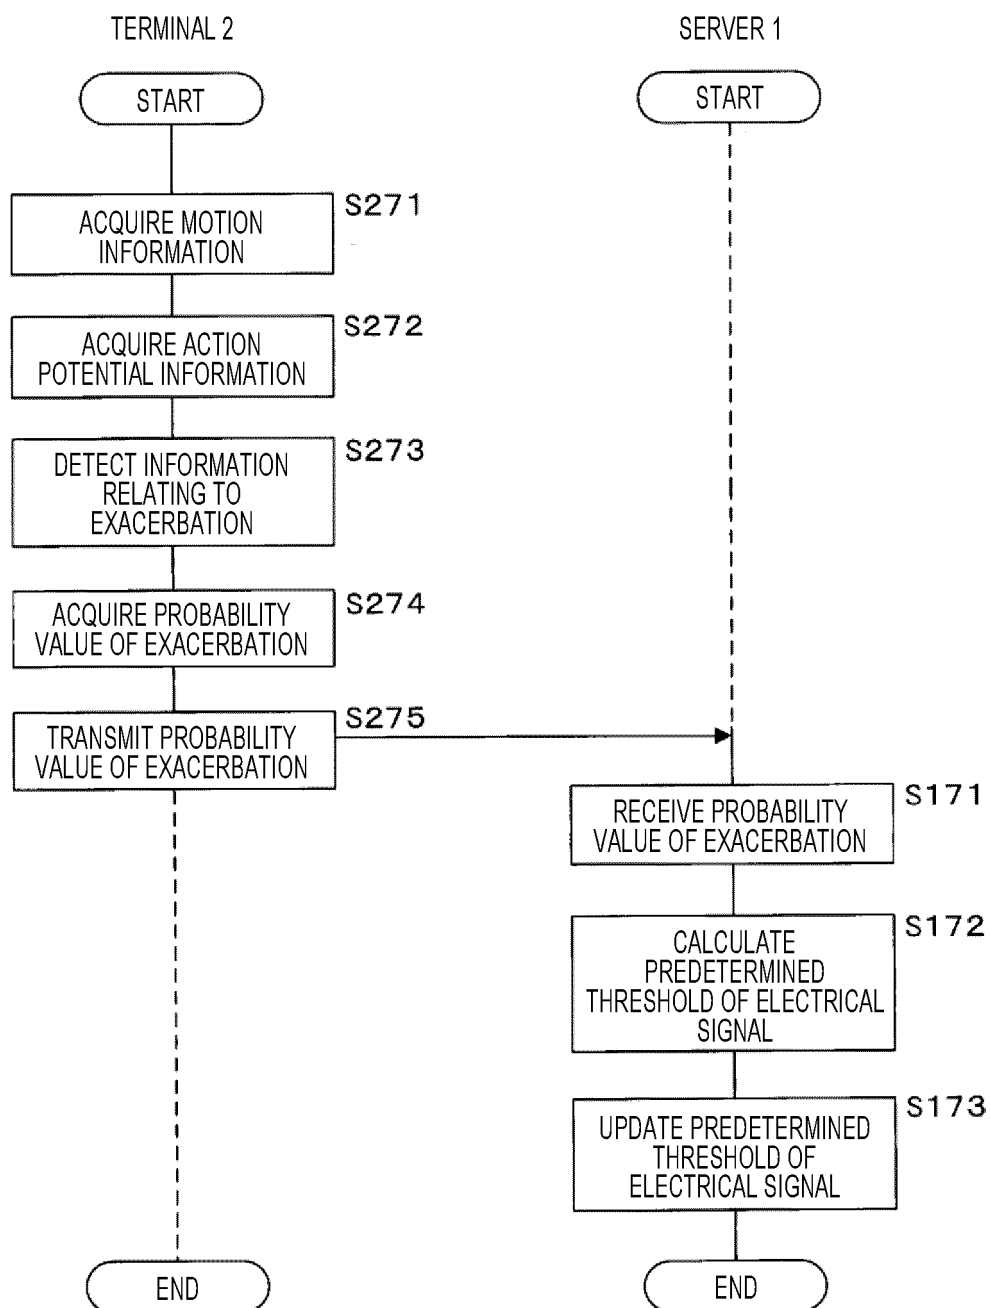 TERMINAL 2
SERVER 1
START
START
S271
ACQUIRE MOTION
INFORMATION
S272
ACQUIRE ACTION
POTENTIAL INFORMATION
S273
DETECT INFORMATION
RELATING TO
EXACERBATION
S274
ACQUIRE PROBABILITY
VALUE OF EXACERBATION
S275
TRANSMIT PROBABILITY
VALUE OF EXACERBATION
S171
RECEIVE PROBABILITY
VALUE OF EXACERBATION
S172
CALCULATE
PREDETERMINED
THRESHOLD OF ELECTRICAL
SIGNAL
S173
UPDATE PREDETERMINED
THRESHOLD OF
ELECTRICAL SIGNAL
END
END